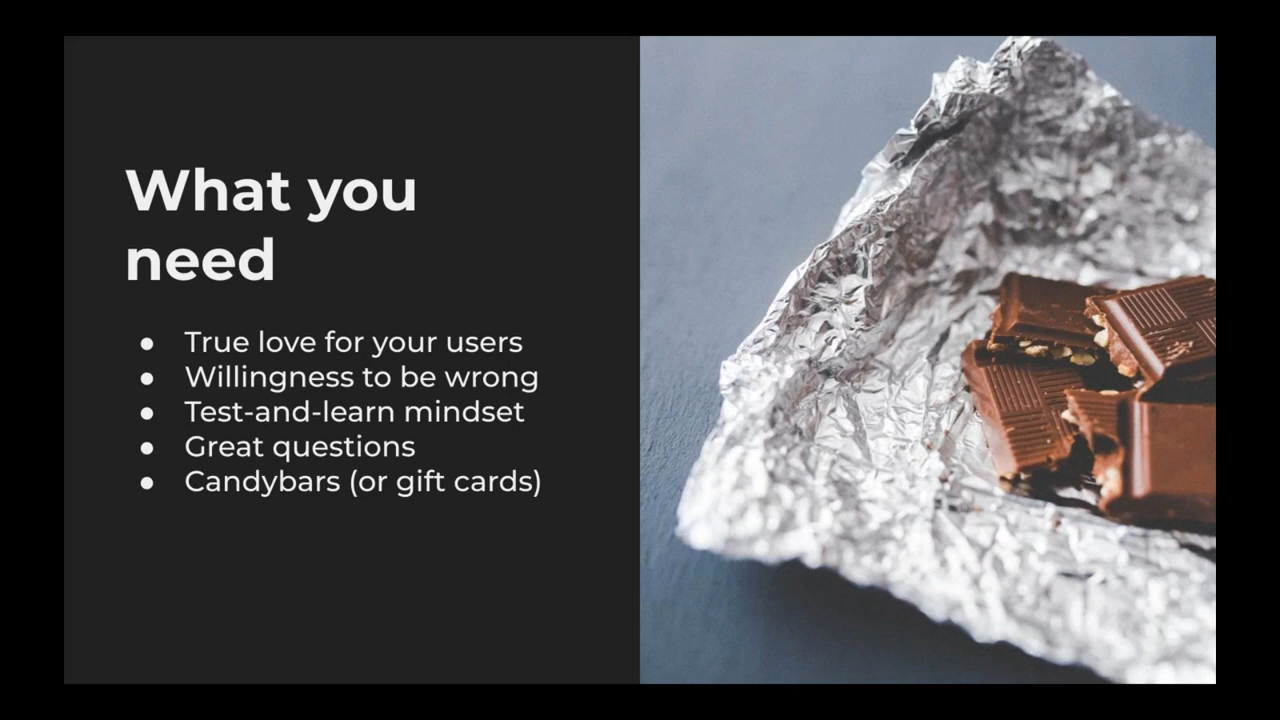 What you
need
● True love for your users
● Willingness to be wrong
● Test-and-learn mindset
● Great questions
● Candybars (or gift cards)